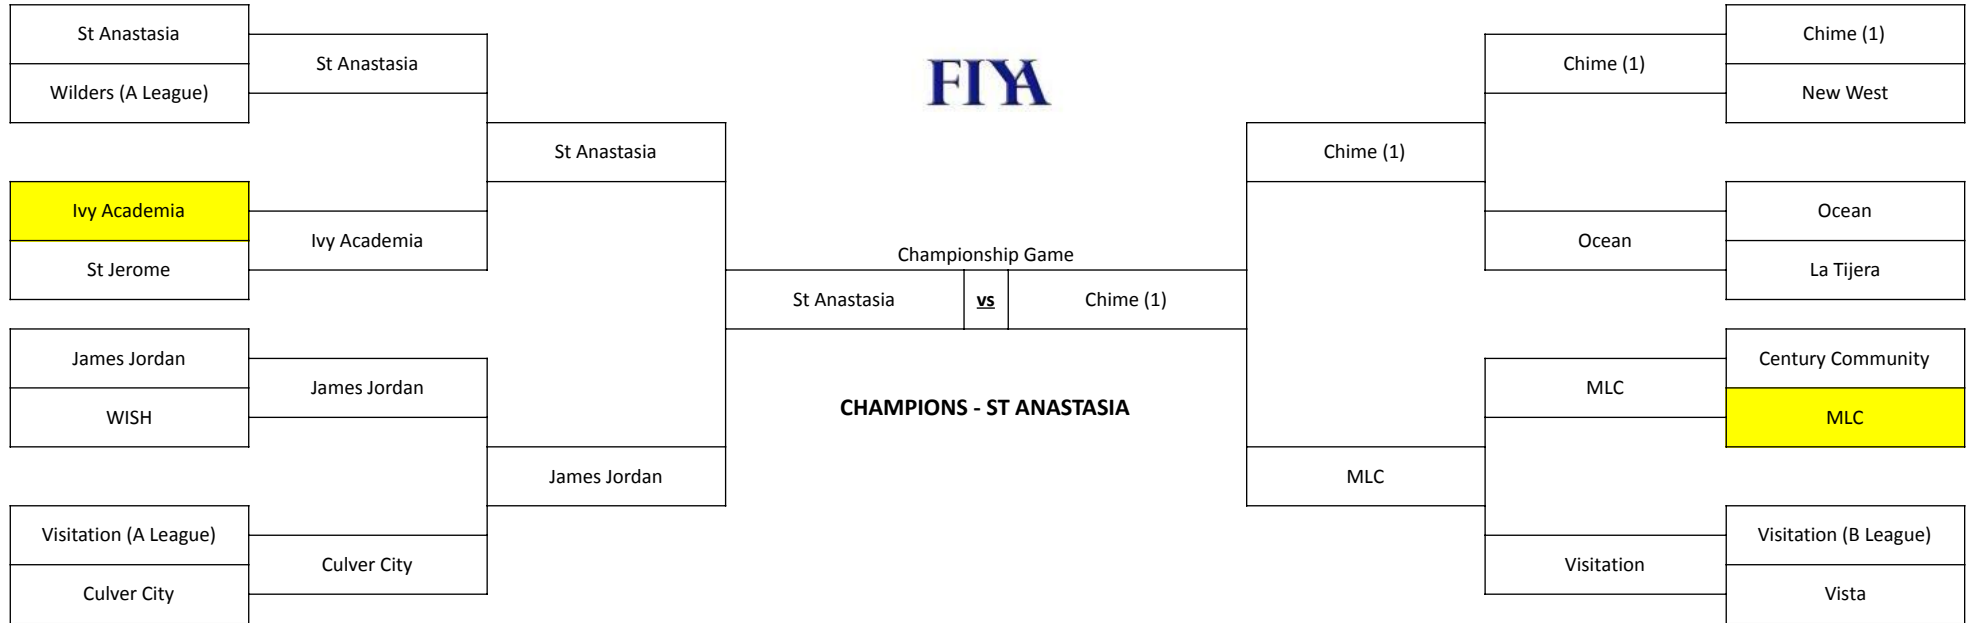 St Anastasia
Wilders (A League)
Ivy Academia
St Jerome
James Jordan
WISH
Visitation (A League)
Culver City
St Anastasia
Ivy Academia
James Jordan
Culver City
St Anastasia
James Jordan
FIYA
Championship Game
St Anastasia vs Chime (1)
CHAMPIONS - ST ANASTASIA
Chime (1)
MLC
Chime (1)
Ocean
MLC
Visitation
Chime (1)
New West
Ocean
La Tijera
Century Community
MLC
Visitation (B League)
Vista